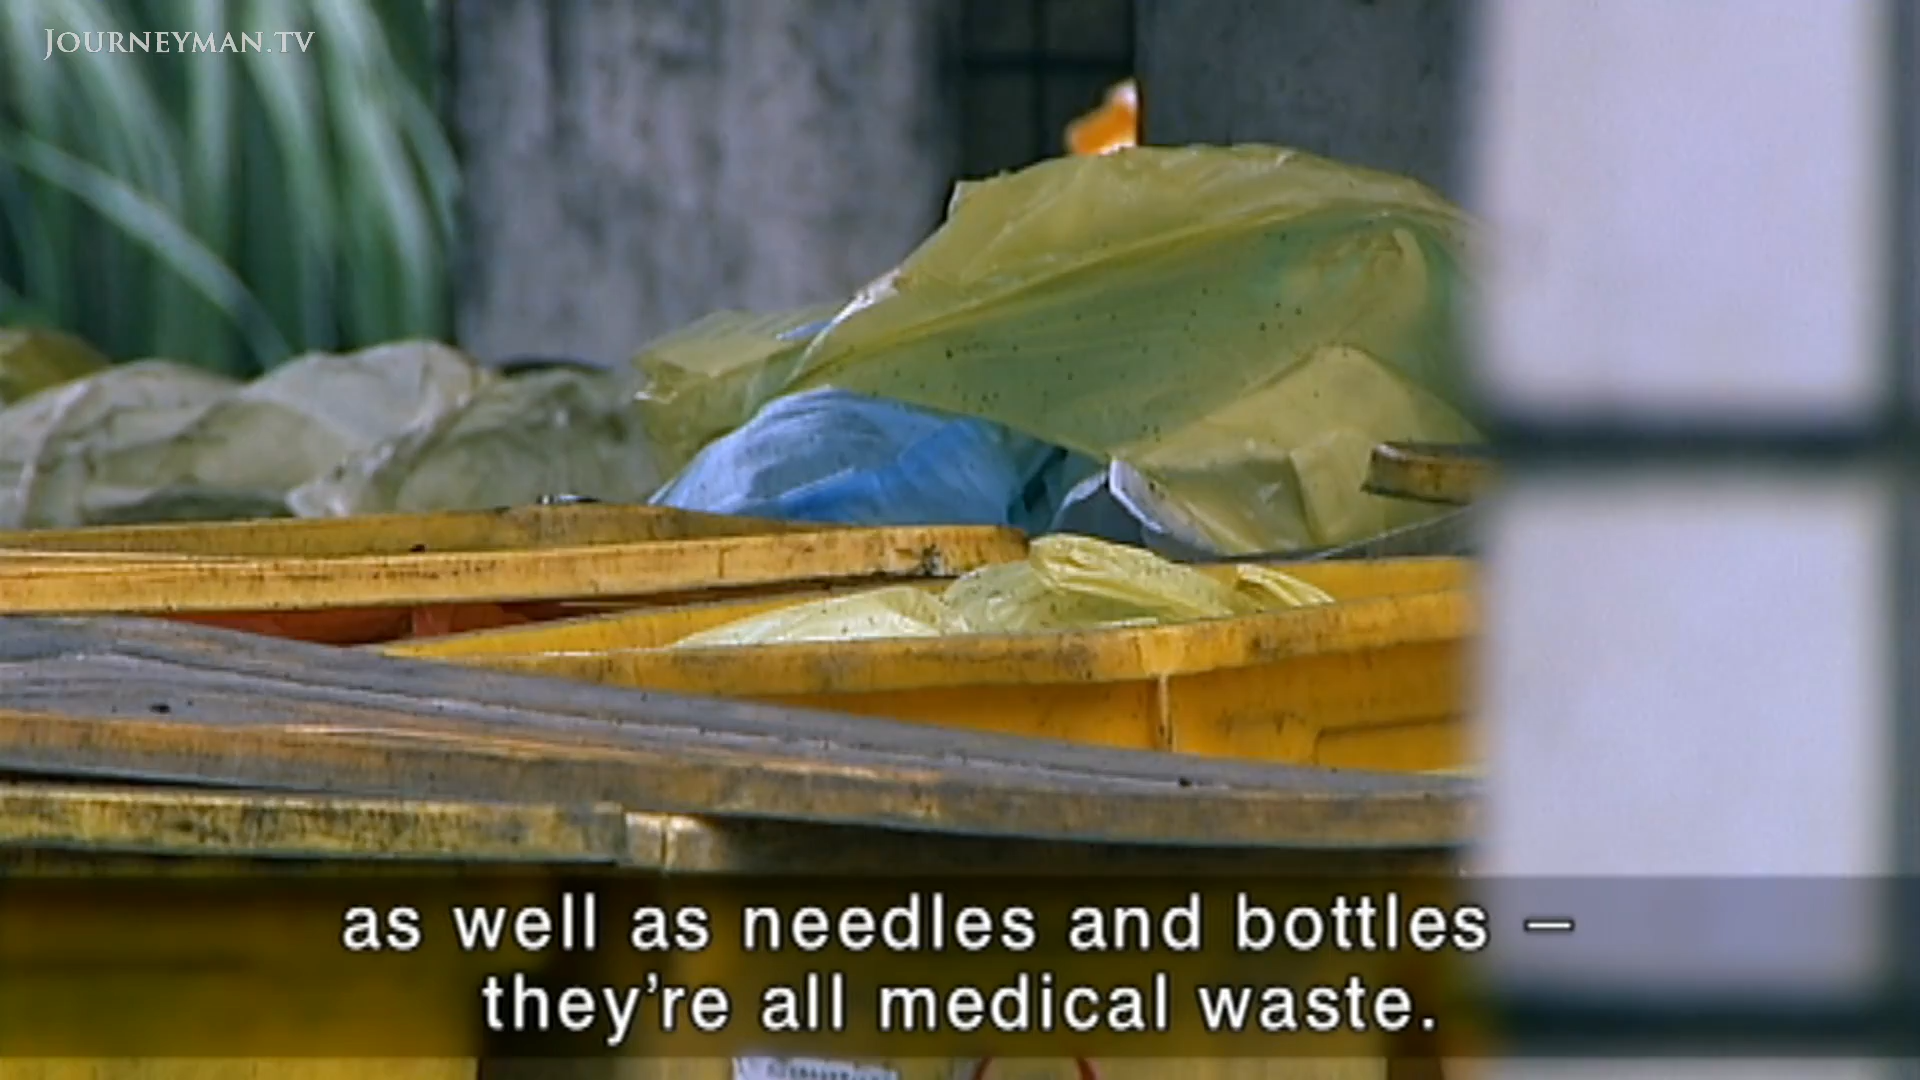 JOURNEYMAN.TV
as well as needles and bottles –
they're all medical waste.